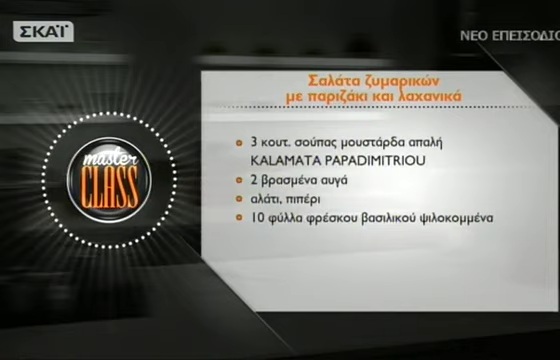 ΣΚΑΪ
ΝΕΟ ΕΠΕΙΣΟΔΙΟ
Σαλάτα ζυμαρικών
με παριζάκι και λαχανικά
master
CLASS
3 κουτ. σούπας μουστάρδα απαλή
KALAMATA PAPADIMITRIOU
2 βρασμένα αυγά
αλάτι, πιπέρι
10 φύλλα φρέσκου βασιλικού ψιλοκομμένα